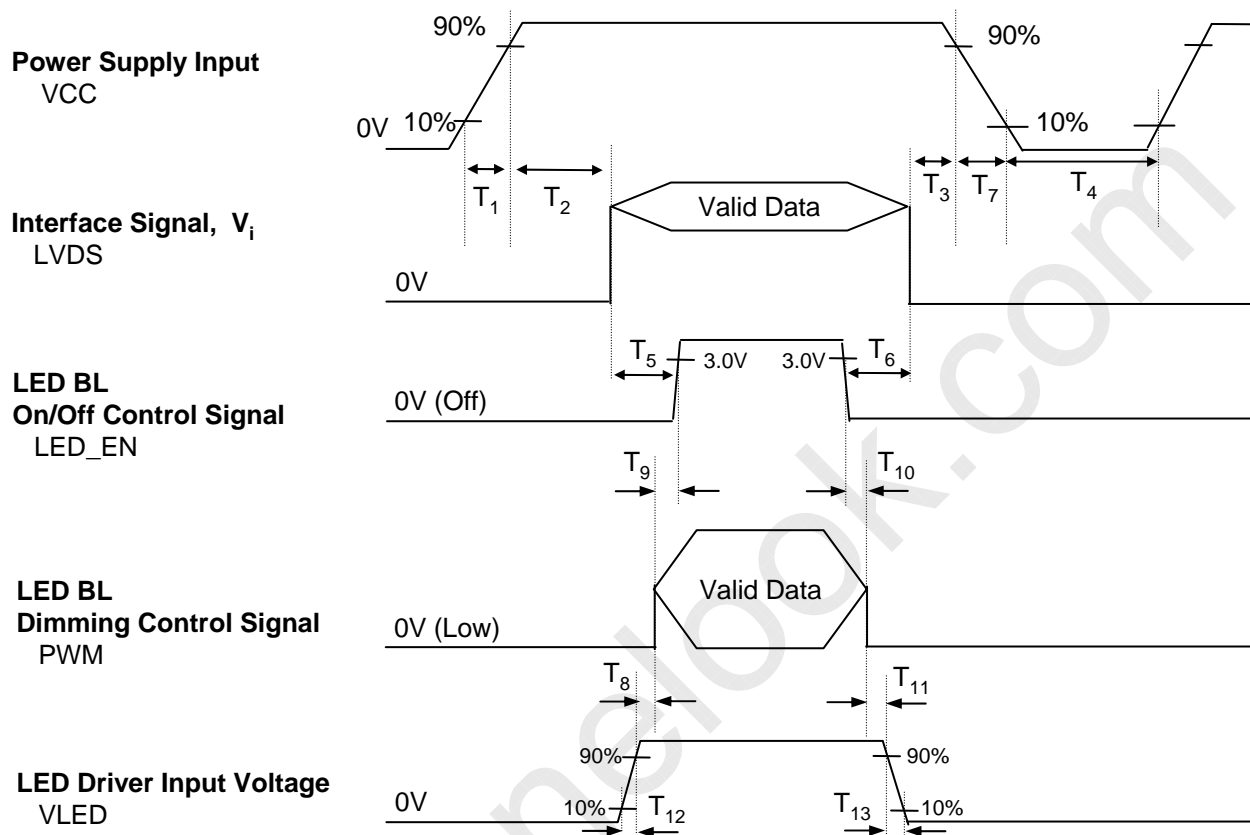 90%
90%
Power Supply Input
VCC
0V
10%
10%
T1
T2
T3
T7
T4
Interface Signal, Vi
LVDS
Valid Data
0V
T5
3.0V
3.0V
T6
LED BL
On/Off Control Signal
LED_EN
0V (Off)
T9
T10
LED BL
Dimming Control Signal
PWM
Valid Data
0V (Low)
T8
T11
LED Driver Input Voltage
VLED
90%
90%
0V
10%
T12
T13
10%
nelook.com